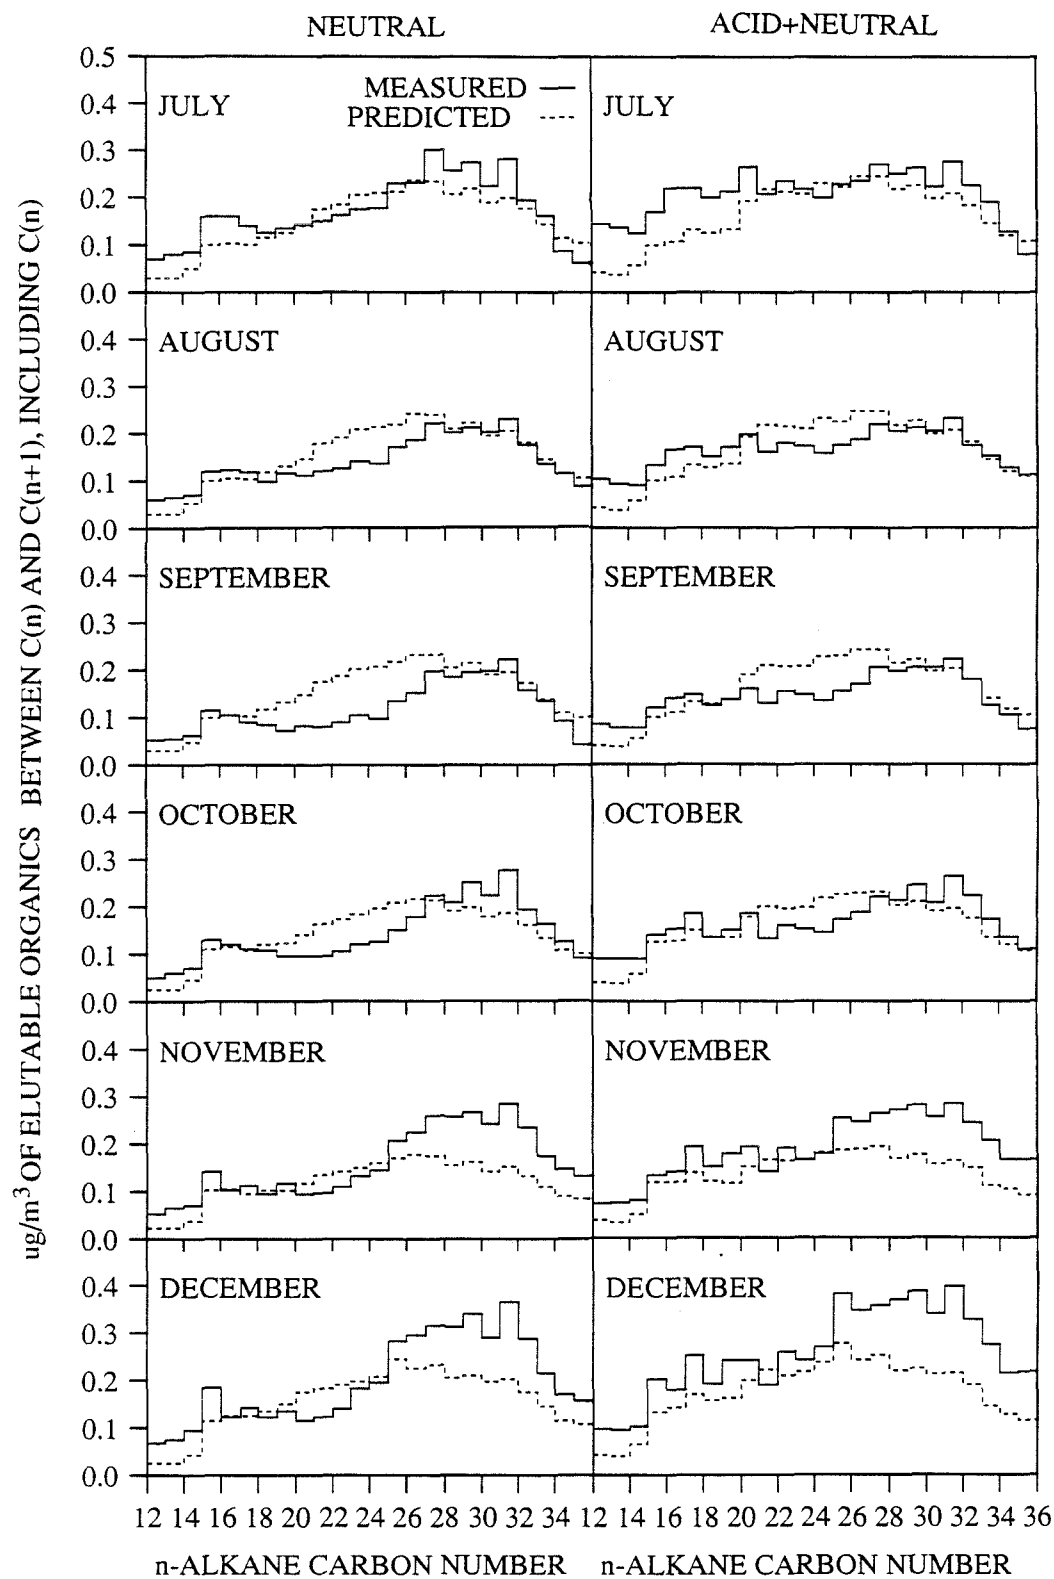 NEUTRAL ACID+NEUTRAL
ug/m³ OF ELUTABLE ORGANICS BETWEEN C(n) AND C(n+1), INCLUDING C(n)
0.5
0.4
0.3
0.2
0.1
0.0
JULY
MEASURED
PREDICTED
JULY
0.4
0.3
0.2
0.1
0.0
AUGUST
AUGUST
0.4
0.3
0.2
0.1
0.0
SEPTEMBER
SEPTEMBER
0.4
0.3
0.2
0.1
0.0
OCTOBER
OCTOBER
0.4
0.3
0.2
0.1
0.0
NOVEMBER
NOVEMBER
0.4
0.3
0.2
0.1
0.0
DECEMBER
DECEMBER
12 14 16 18 20 22 24 26 28 30 32 34 12 14 16 18 20 22 24 26 28 30 32 34 36
n-ALKANE CARBON NUMBER n-ALKANE CARBON NUMBER